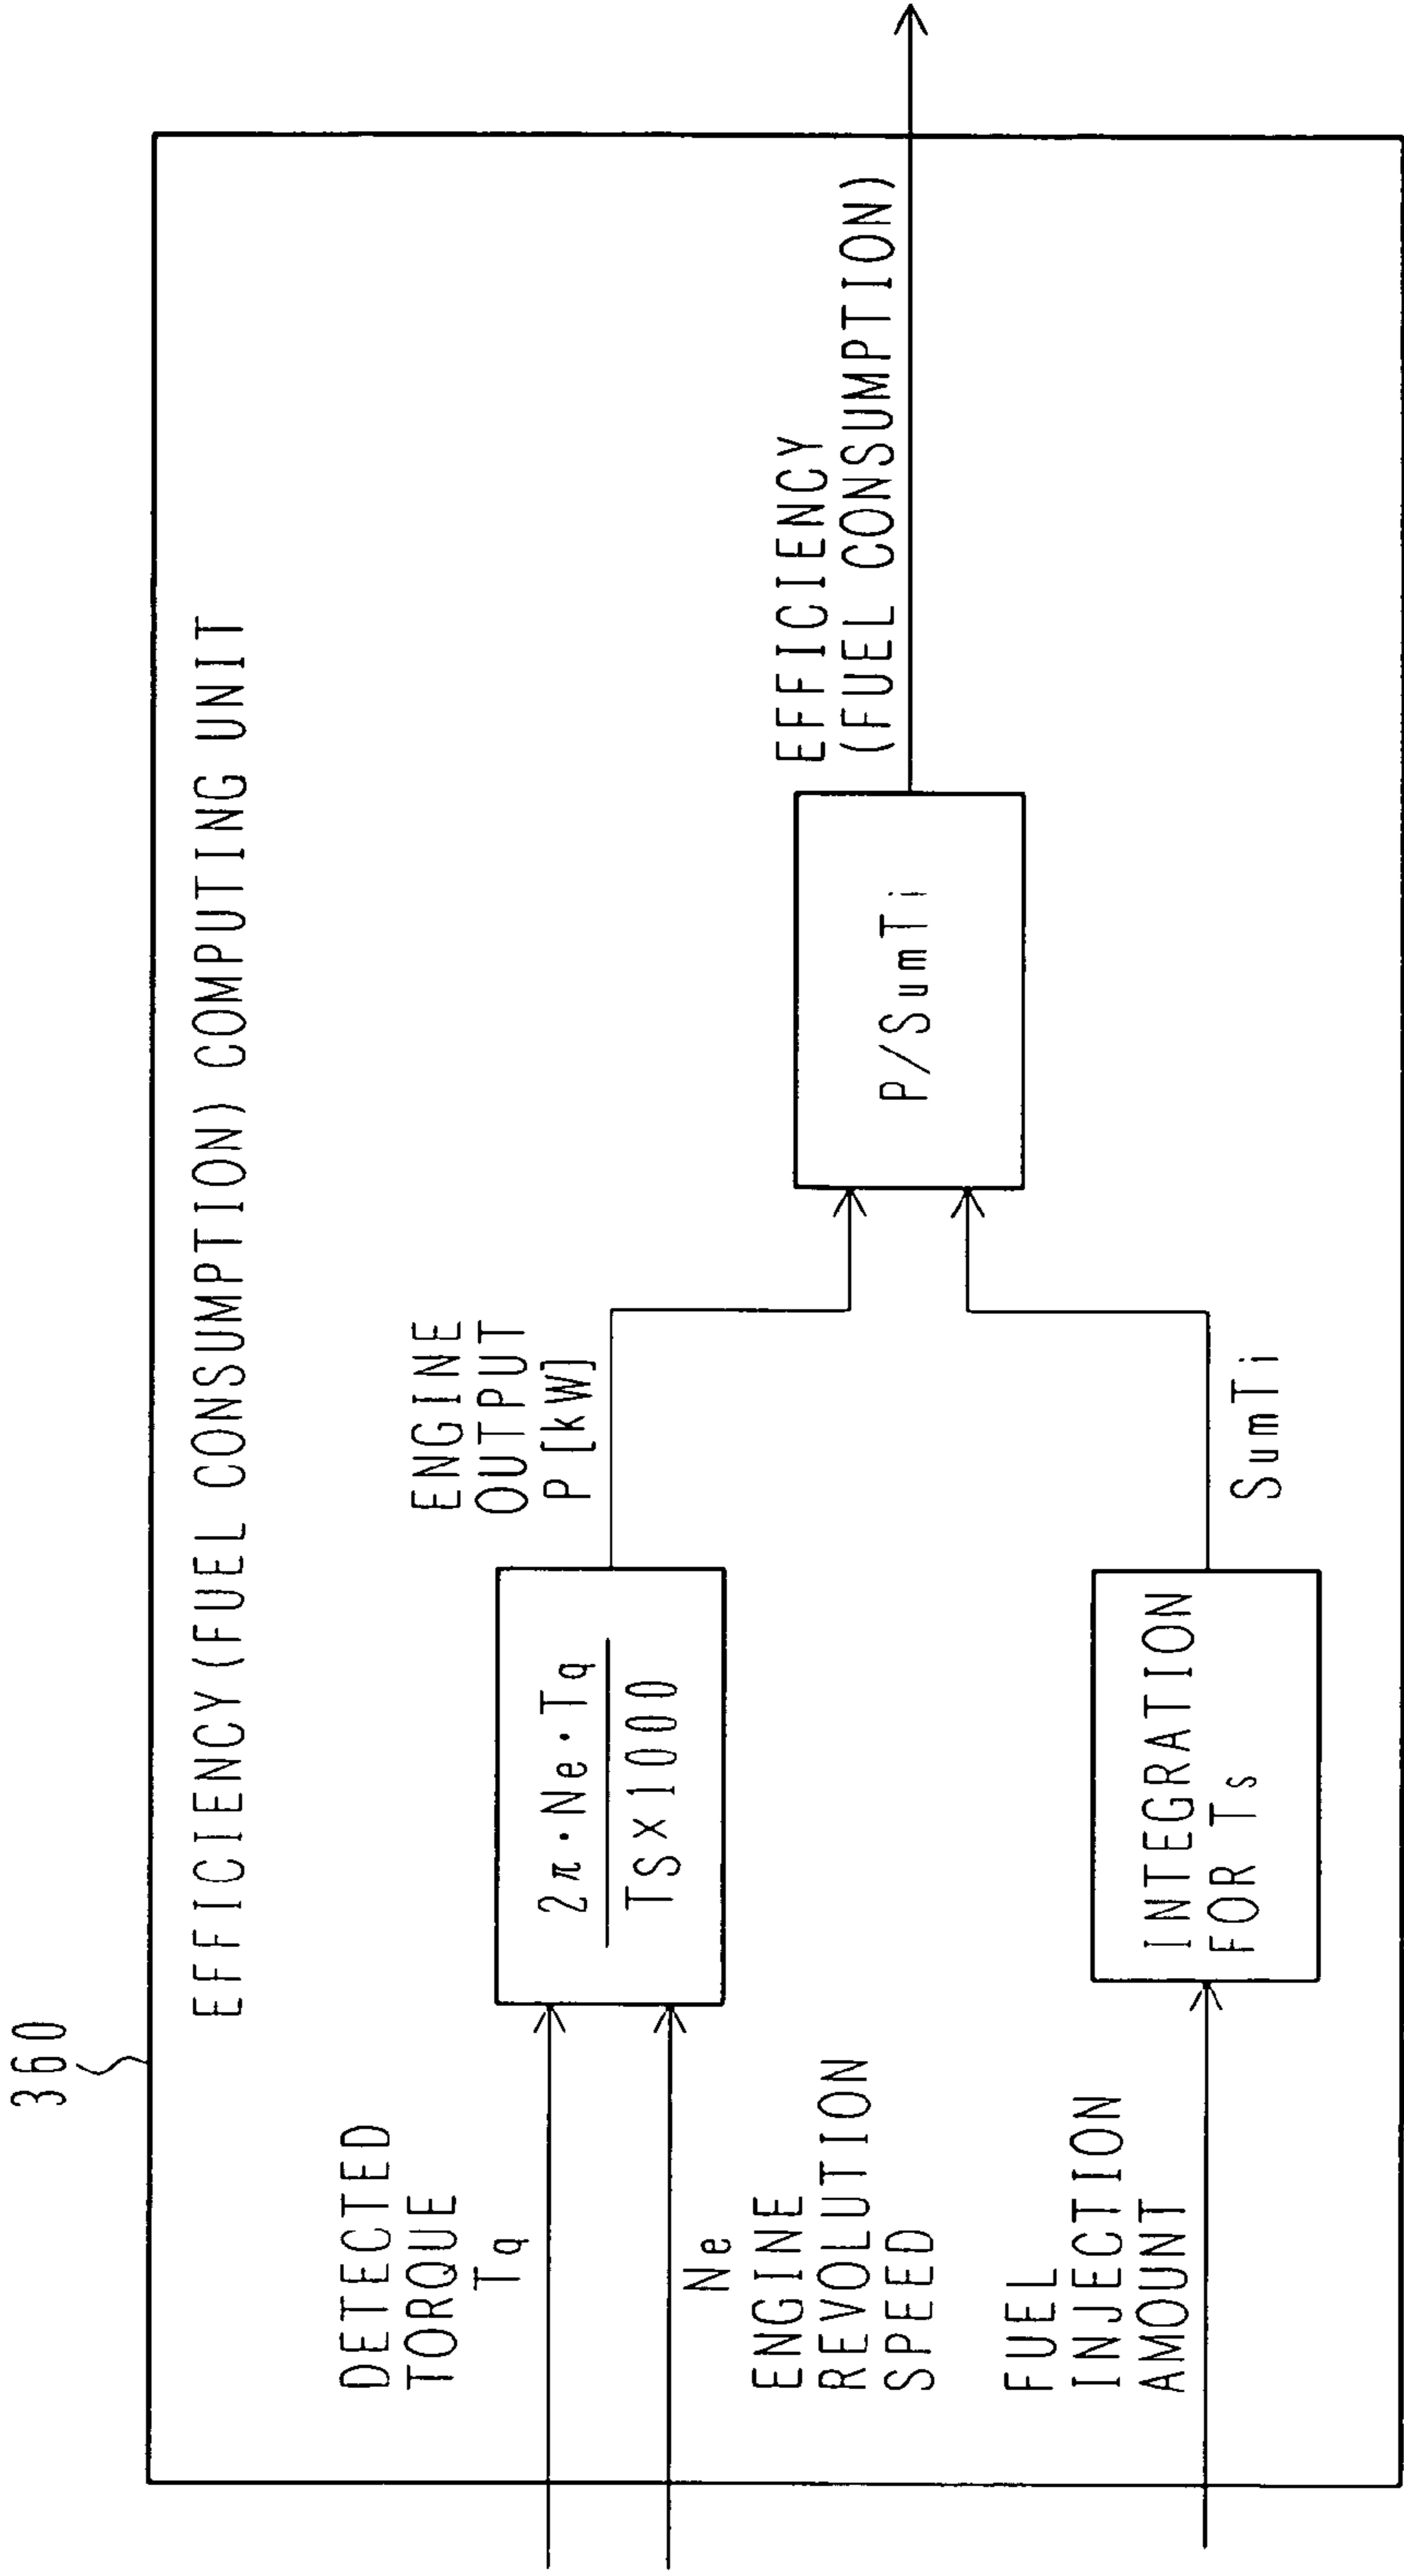 360
EFFICIENCY (FUEL CONSUMPTION) COMPUTING UNIT
DETECTED
TORQUE
Tq
Ne
ENGINE
REVOLUTION
SPEED
2π·Ne·Tq
TS×1000
ENGINE
OUTPUT
P [kW]
FUEL
INJECTION
AMOUNT
INTEGRATION
FOR Ts
SumTi
P/SumTi
EFFICIENCY
(FUEL CONSUMPTION)